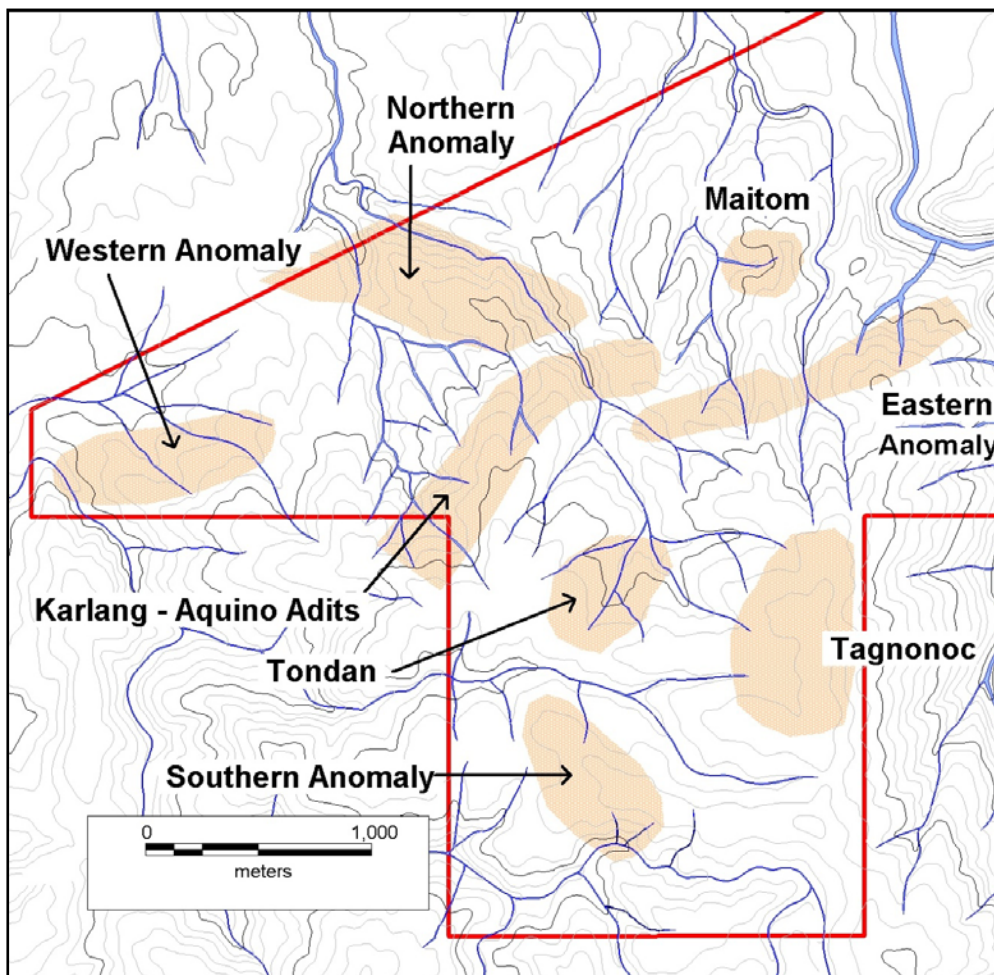 Northern
Anomaly
Maitom
Western Anomaly
Eastern
Anomaly
Karlang - Aquino Adits
Tondan
Tagnonoc
Southern Anomaly
0 1,000
meters